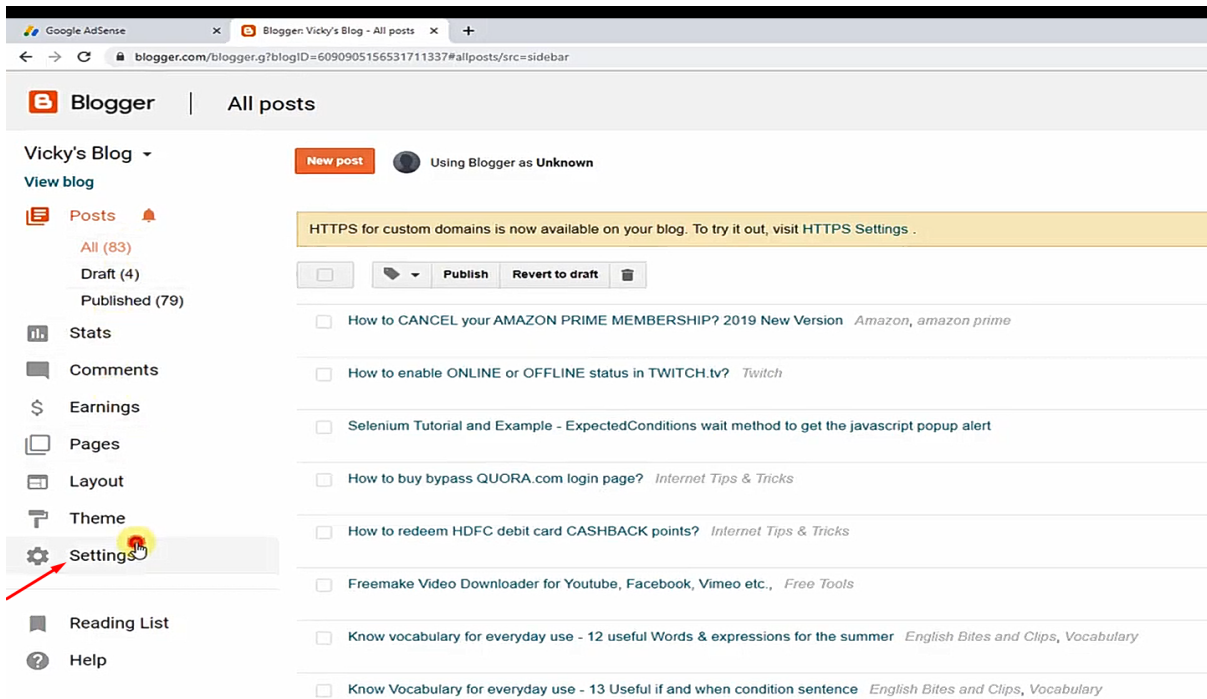 Google AdSense
Blogger: Vicky's Blog - All posts
blogger.com/blogger.g?blogID=6090905156531711337#allposts/src=sidebar
Blogger | All posts
Vicky's Blog
View blog
New post
Using Blogger as Unknown
Posts
All (83)
Draft (4)
Published (79)
Stats
Comments
Earnings
Pages
Layout
Theme
Settings
Reading List
Help
HTTPS for custom domains is now available on your blog. To try it out, visit HTTPS Settings .
Publish Revert to draft
How to CANCEL your AMAZON PRIME MEMBERSHIP? 2019 New Version Amazon, amazon prime
How to enable ONLINE or OFFLINE status in TWITCH.tv? Twitch
Selenium Tutorial and Example - ExpectedConditions wait method to get the javascript popup alert
How to buy bypass QUORA.com login page? Internet Tips & Tricks
How to redeem HDFC debit card CASHBACK points? Internet Tips & Tricks
Freemake Video Downloader for Youtube, Facebook, Vimeo etc., Free Tools
Know vocabulary for everyday use - 12 useful Words & expressions for the summer English Bites and Clips, Vocabulary
Know Vocabulary for everyday use - 13 Useful if and when condition sentence English Bites and Clips, Vocabulary